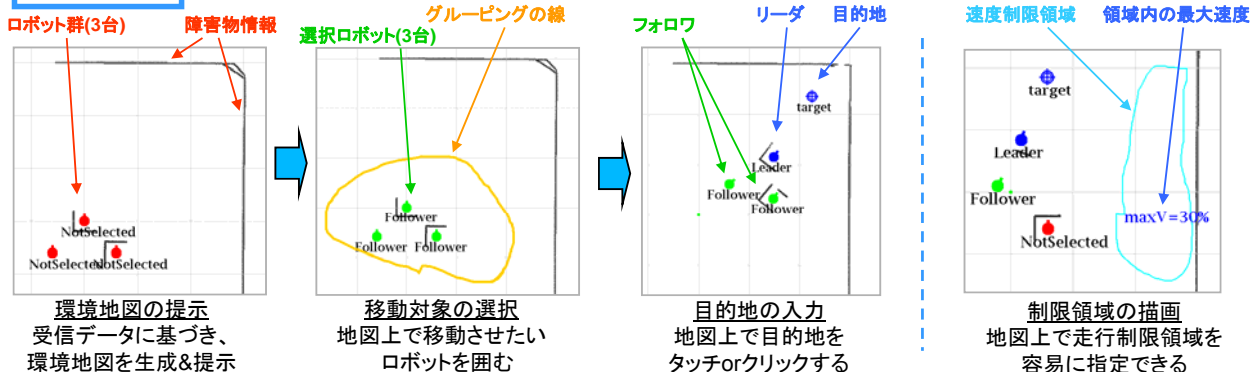 ロボット群(3台)
障害物情報
NotSelected
NotSelected
NotSelected
環境地図の提示
受信データに基づき、
環境地図を生成&提示
グルーピングの線
選択ロボット(3台)
Follower
Follower
Follower
移動対象の選択
地図上で移動させたい
ロボットを囲む
フォロワ
リーダ
目的地
target
Leader
Follower
Follower
目的地の入力
地図上で目的地を
タッチorクリックする
速度制限領域
領域内の最大速度
target
Leader
Follower
maxV=30%
NotSelected
制限領域の描画
地図上で走行制限領域を
容易に指定できる